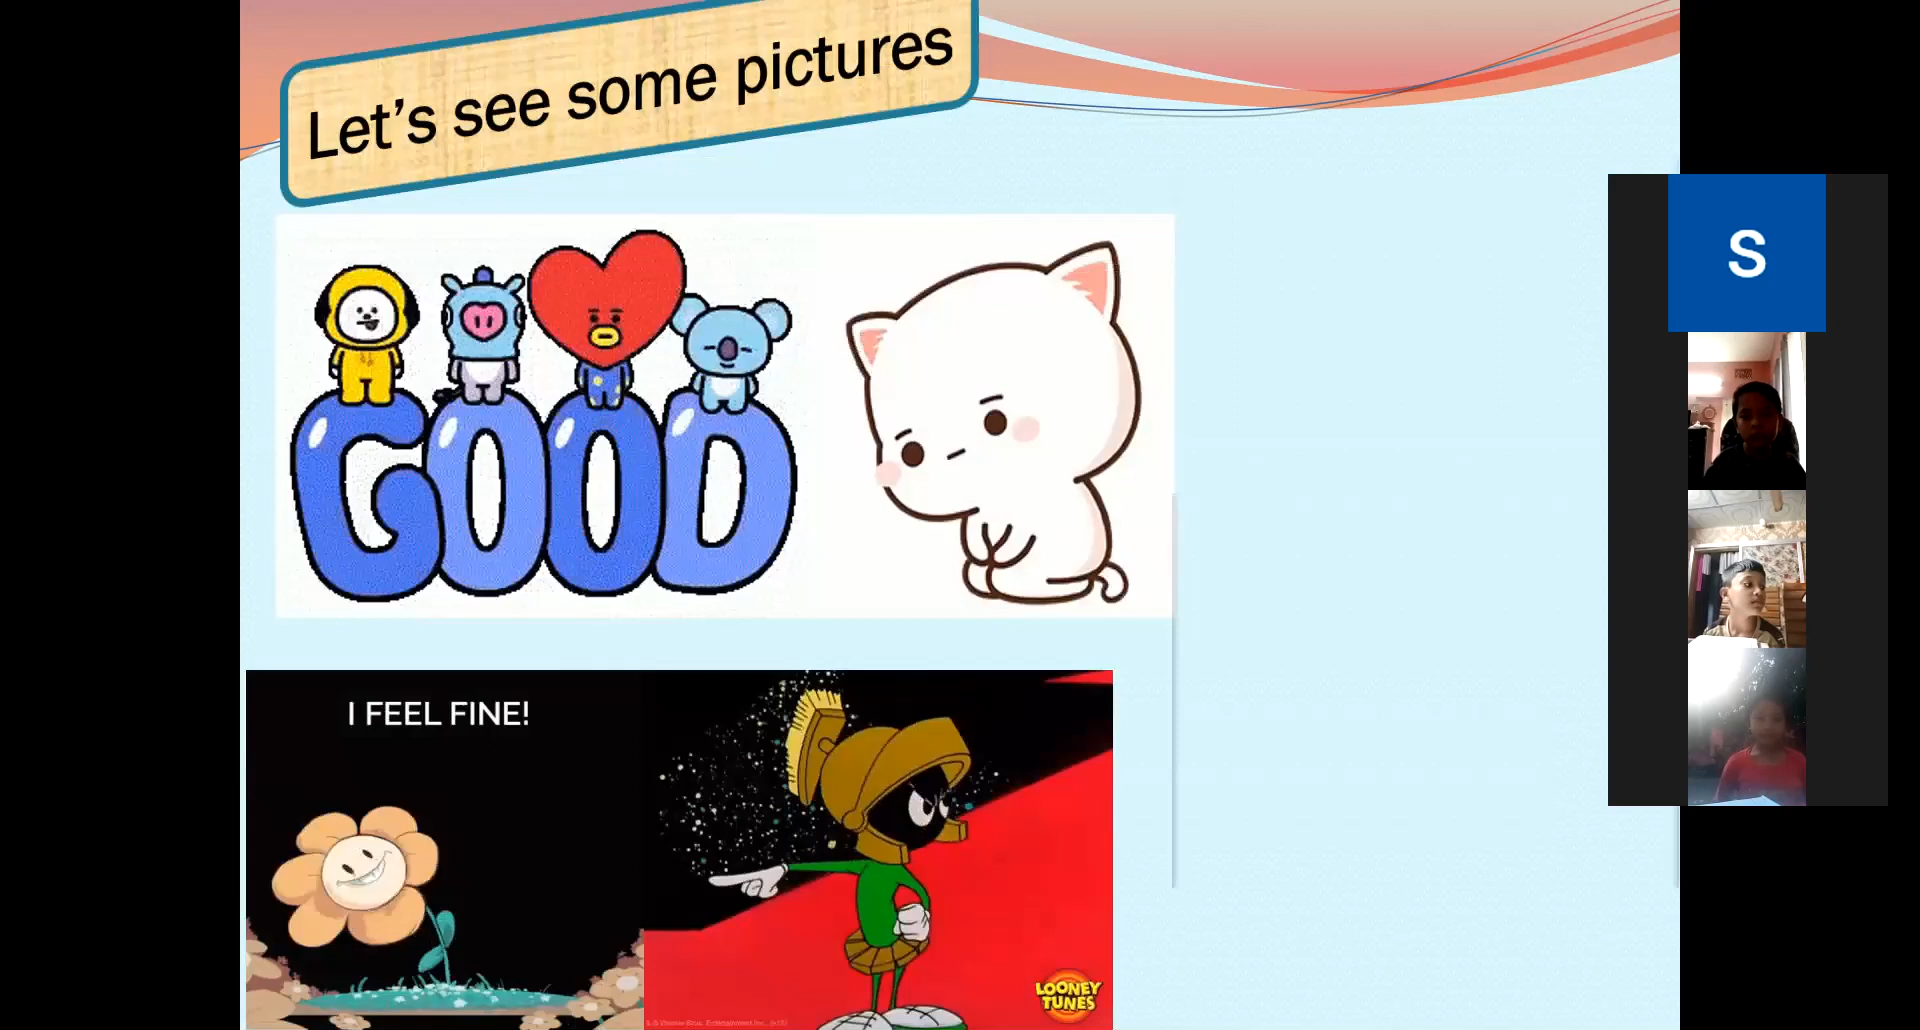 Let's see some pictures
GOOD
I FEEL FINE!
LOONEY
TUNES
S